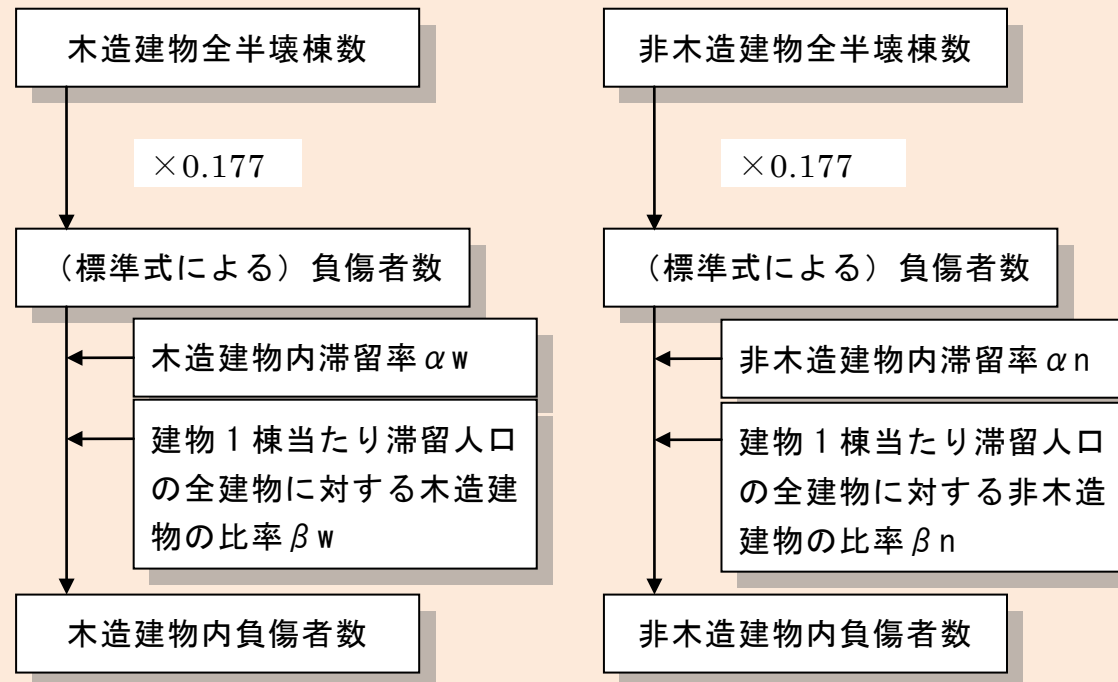 木造建物全半壊棟数
×0.177
（標準式による）負傷者数
木造建物内滞留率αw
建物1棟当たり滞留人口
の全建物に対する木造建
物の比率βw
木造建物内負傷者数
非木造建物全半壊棟数
×0.177
（標準式による）負傷者数
非木造建物内滞留率αn
建物1棟当たり滞留人口
の全建物に対する非木造
建物の比率βn
非木造建物内負傷者数